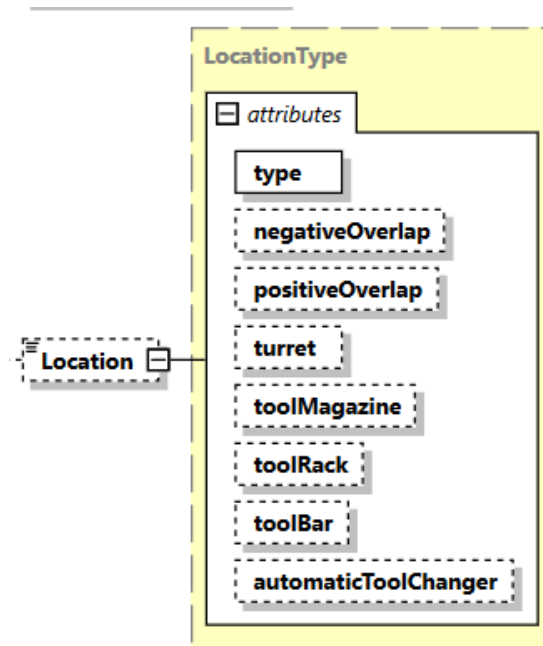 LocationType
attributes
type
negativeOverlap
positiveOverlap
turret
Location
toolMagazine
toolRack
toolBar
automaticToolChanger